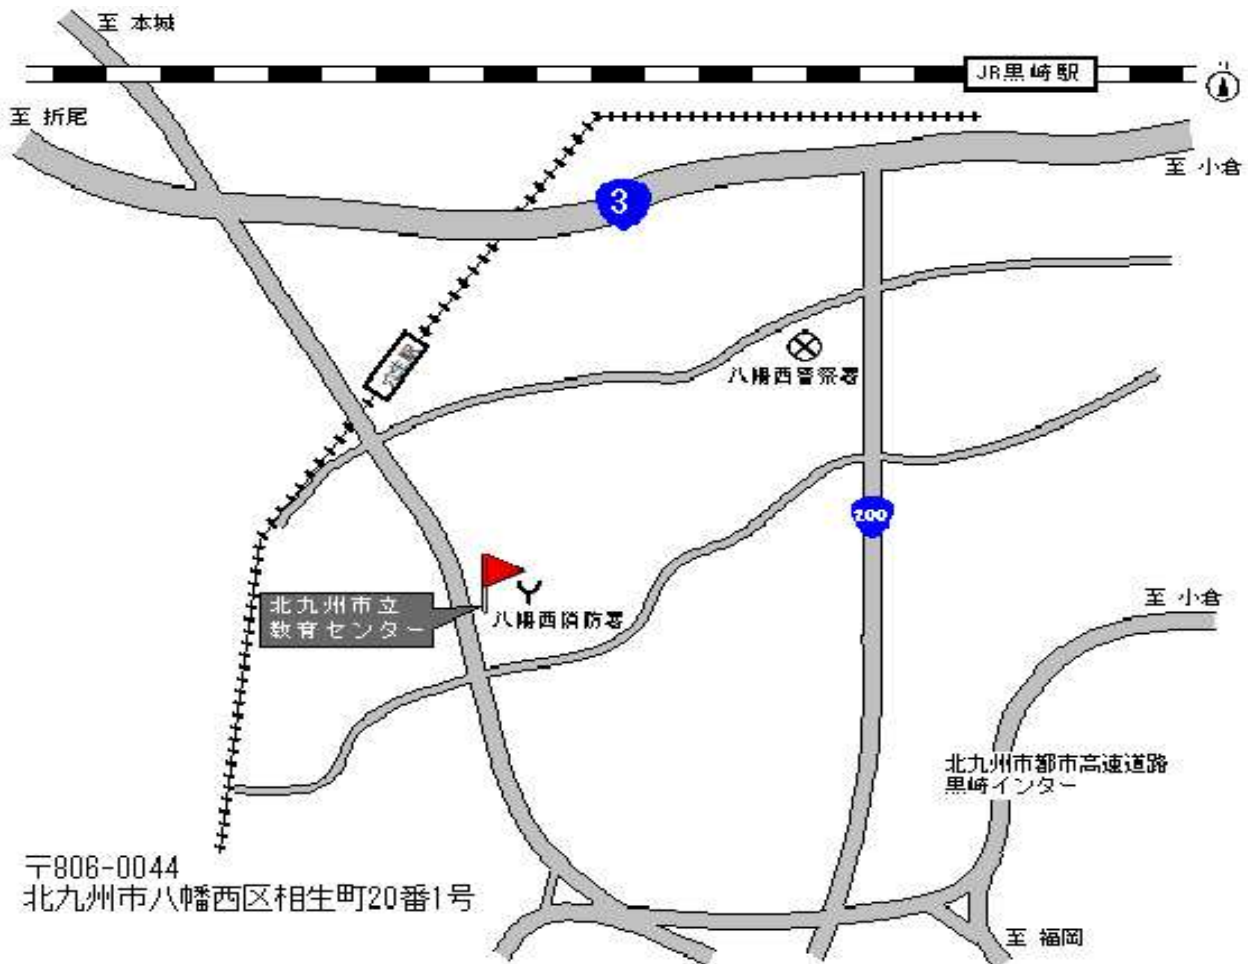 至 本城
JR黒崎駅
至 折尾
至 小倉
3
穴生駅
八幡西警察署
200
北九州市立
教育センター
八幡西消防署
至 小倉
北九州市都市高速道路
黒崎インター
〒806-0044
北九州市八幡西区相生町20番1号
至 福岡